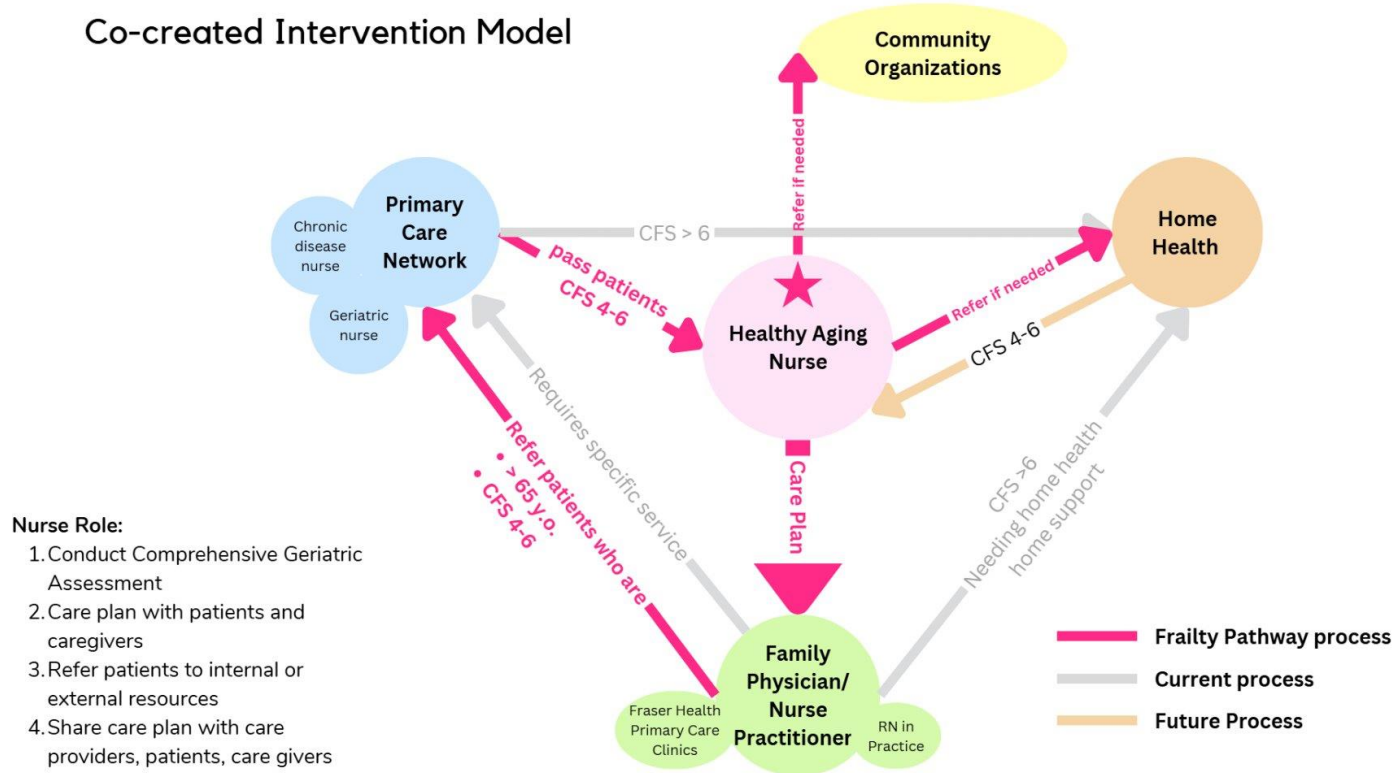 Co-created Intervention Model
Community
Organizations
Refer if needed
Primary
Care
Network
Chronic
disease
nurse
Geriatric
nurse
CFS > 6
Home
Health
pass patients
CFS 4-6
Healthy Aging
Nurse
Refer if needed
CFS 4-6
Requires specific service
Refer patients who are
• > 65 y.o.
• CFS 4-6
Care Plan
CFS >6
Needing home health
home support
Nurse Role:
1. Conduct Comprehensive Geriatric
Assessment
2. Care plan with patients and
caregivers
3. Refer patients to internal or
external resources
4. Share care plan with care
providers, patients, care givers
Family
Physician/
Nurse
Practitioner
Fraser Health
Primary Care
Clinics
RN in
Practice
Frailty Pathway process
Current process
Future Process